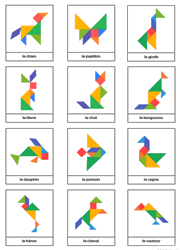 le chien
le papillon
la girafe
le lièvre
le chat
le kangourou
le dauphin
le poisson
le cygne
le héron
le cheval
le vautour